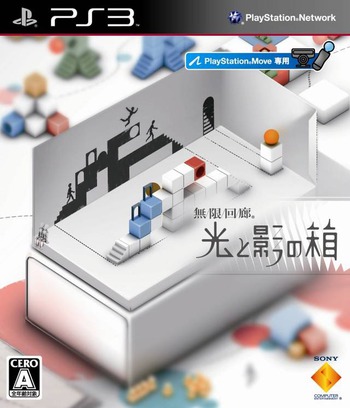 PS3
PlayStation®Network
PlayStation®Move 専用
無限回廊。
光と影の箱
CERO
A
全年齢対象
SONY
COMPUTER
ENTERTAINMENT